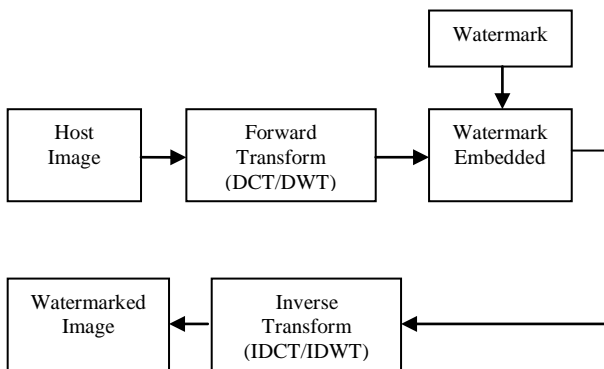 Watermark
Host
Image
Forward
Transform
(DCT/DWT)
Watermark
Embedded
Watermarked
Image
Inverse
Transform
(IDCT/IDWT)